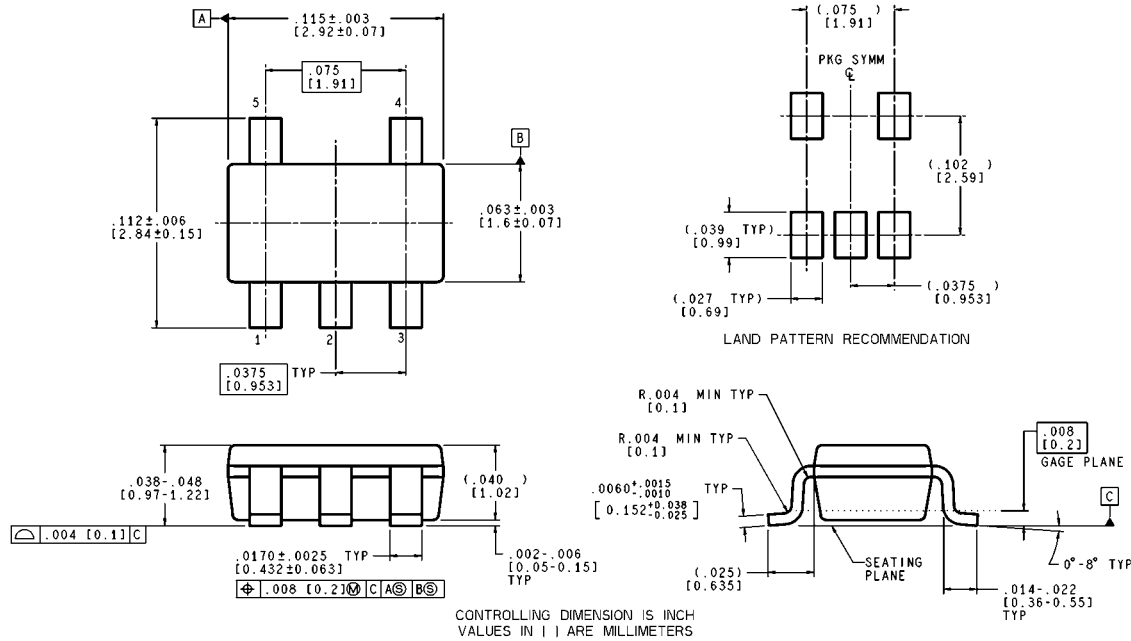 A
.115±.003
[2.92±0.07]
.075
[1.91]
5
4
B
.112±.006
[2.84±0.15]
.063±.003
[1.6±0.07]
1
2
3
.0375 TYP
[0.953]
(.075 )
[1.91]
PKG SYMM
℄
(.102 )
[2.59]
(.039 TYP)
[0.99]
(.027 TYP)
[0.69]
(.0375 )
[0.953]
LAND PATTERN RECOMMENDATION
.038-.048
[0.97-1.22]
(.040 )
[1.02]
⌓ .004 [0.1] C
.0170±.0025 TYP
[0.432±0.063]
⌖ .008 [0.2]Ⓜ C AⓈ BⓈ
.002-.006
[0.05-0.15]
TYP
R.004 MIN TYP
[0.1]
R.004 MIN TYP
[0.1]
.008
[0.2]
GAGE PLANE
.0060+.0015 -.0010 TYP
[0.152+0.038 -0.025]
C
SEATING
PLANE
0°-8° TYP
(.025)
[0.635]
.014-.022
[0.36-0.55]
TYP
CONTROLLING DIMENSION IS INCH
VALUES IN [ ] ARE MILLIMETERS